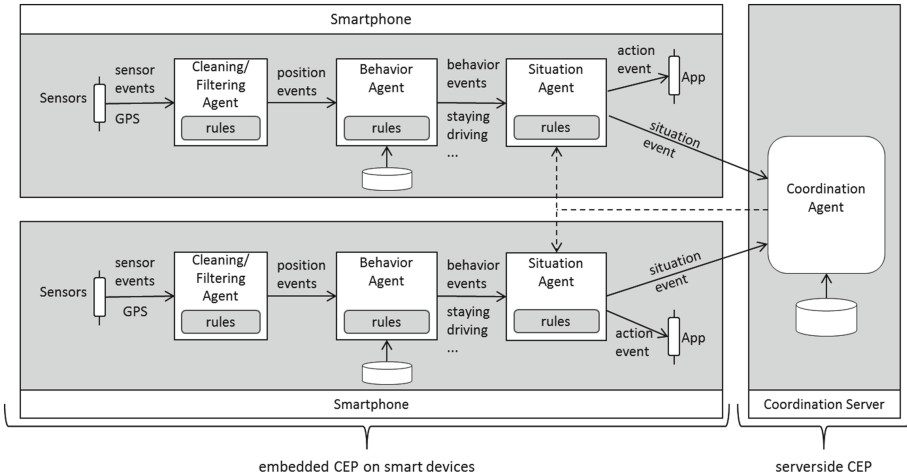 Smartphone
Sensors
sensor
events
GPS
Cleaning/
Filtering
Agent
rules
position
events
Behavior
Agent
rules
behavior
events
staying
driving
...
Situation
Agent
rules
action
event
App
situation
event
Coordination
Agent
Sensors
sensor
events
GPS
Cleaning/
Filtering
Agent
rules
position
events
Behavior
Agent
rules
behavior
events
staying
driving
...
Situation
Agent
rules
situation
event
action
event
App
Smartphone
Coordination Server
embedded CEP on smart devices
serverside CEP